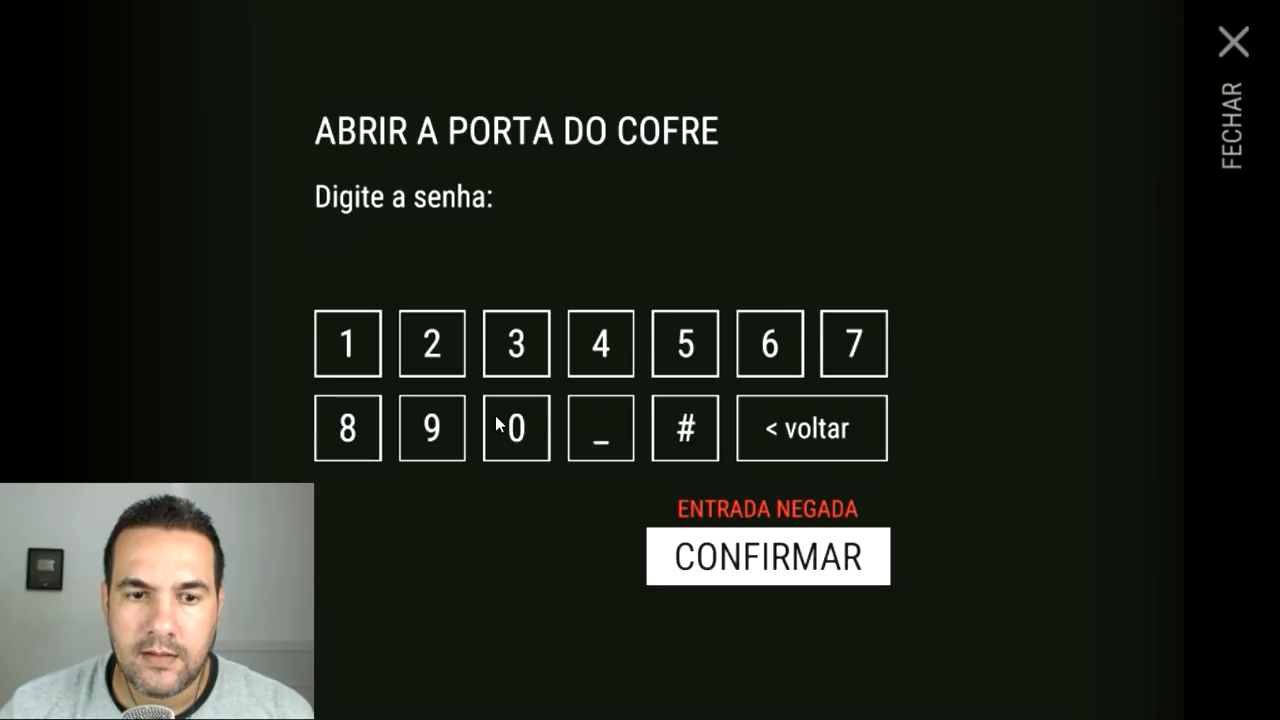 ABRIR A PORTA DO COFRE
Digite a senha:
1 2 3 4 5 6 7
8 9 0 _ # < voltar
ENTRADA NEGADA
CONFIRMAR
FECHAR